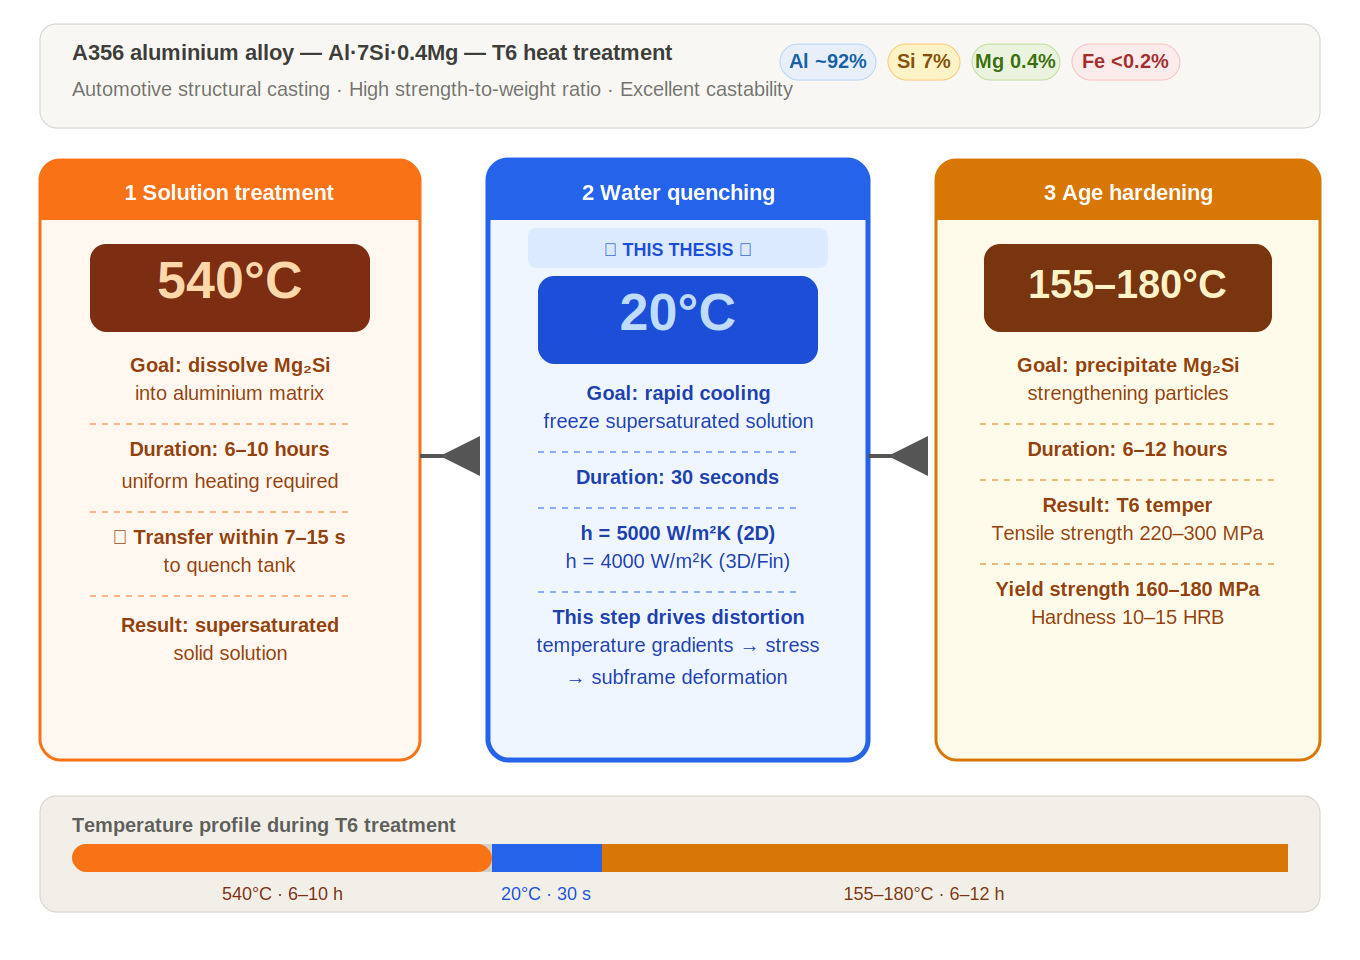 A356 aluminium alloy — Al·7Si·0.4Mg — T6 heat treatment
Al ~92%
Si 7%
Mg 0.4%
Fe <0.2%
Automotive structural casting · High strength-to-weight ratio · Excellent castability
1 Solution treatment
540°C
Goal: dissolve Mg₂Si
into aluminium matrix
Duration: 6–10 hours
uniform heating required
Transfer within 7–15 s
to quench tank
Result: supersaturated
solid solution
2 Water quenching
THIS THESIS
20°C
Goal: rapid cooling
freeze supersaturated solution
Duration: 30 seconds
h = 5000 W/m²K (2D)
h = 4000 W/m²K (3D/Fin)
This step drives distortion
temperature gradients → stress
→ subframe deformation
3 Age hardening
155–180°C
Goal: precipitate Mg₂Si
strengthening particles
Duration: 6–12 hours
Result: T6 temper
Tensile strength 220–300 MPa
Yield strength 160–180 MPa
Hardness 10–15 HRB
Temperature profile during T6 treatment
540°C · 6–10 h
20°C · 30 s
155–180°C · 6–12 h